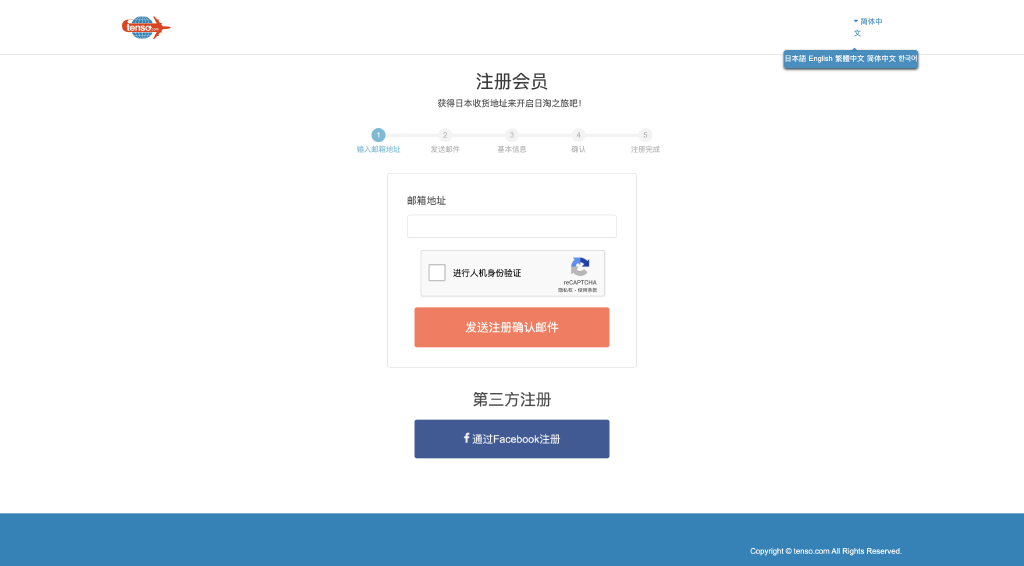 tenso.com
简体中
文
日本語 English 繁體中文 简体中文 한국어
注册会员
获得日本收货地址来开启日淘之旅吧！
1 2 3 4 5
输入邮箱地址 发送邮件 基本信息 确认 注册完成
邮箱地址
进行人机身份验证
reCAPTCHA
隐私权 - 使用条款
发送注册确认邮件
第三方注册
f 通过Facebook注册
Copyright © tenso.com All Rights Reserved.